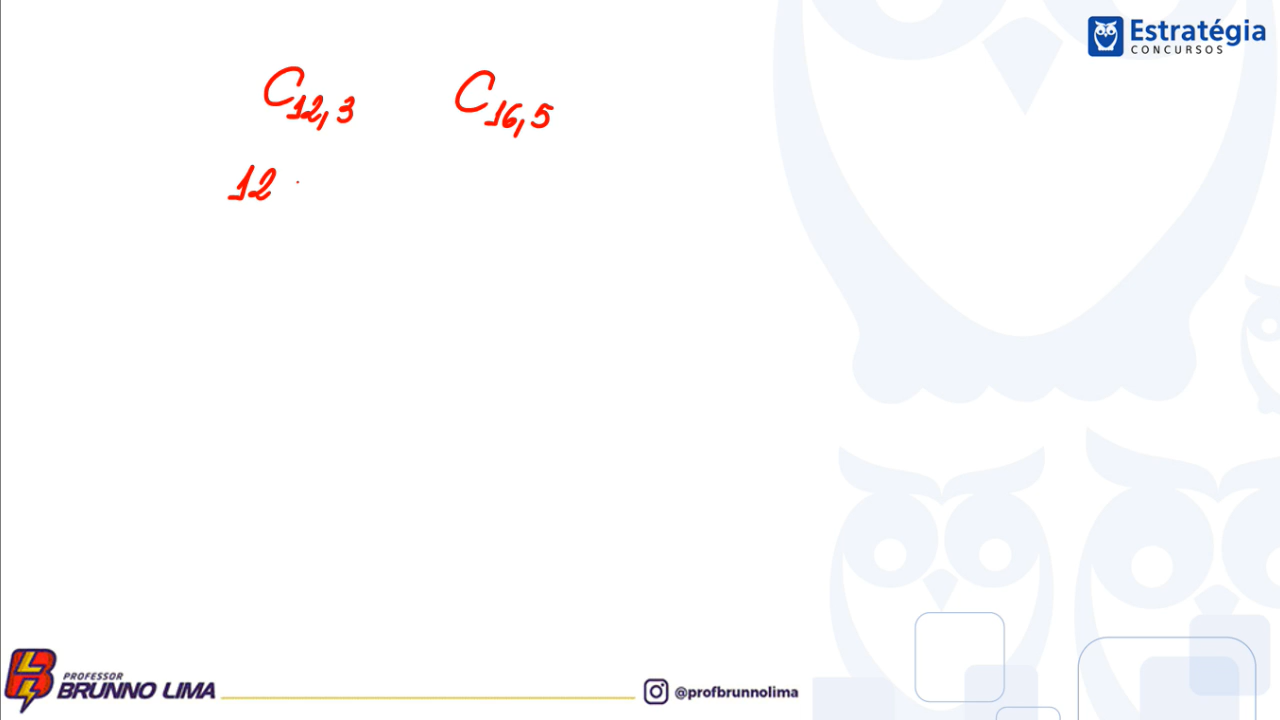 Estratégia
CONCURSOS
C12,3 C16,5
12 .
PROFESSOR
BRUNNO LIMA
@profbrunnolima